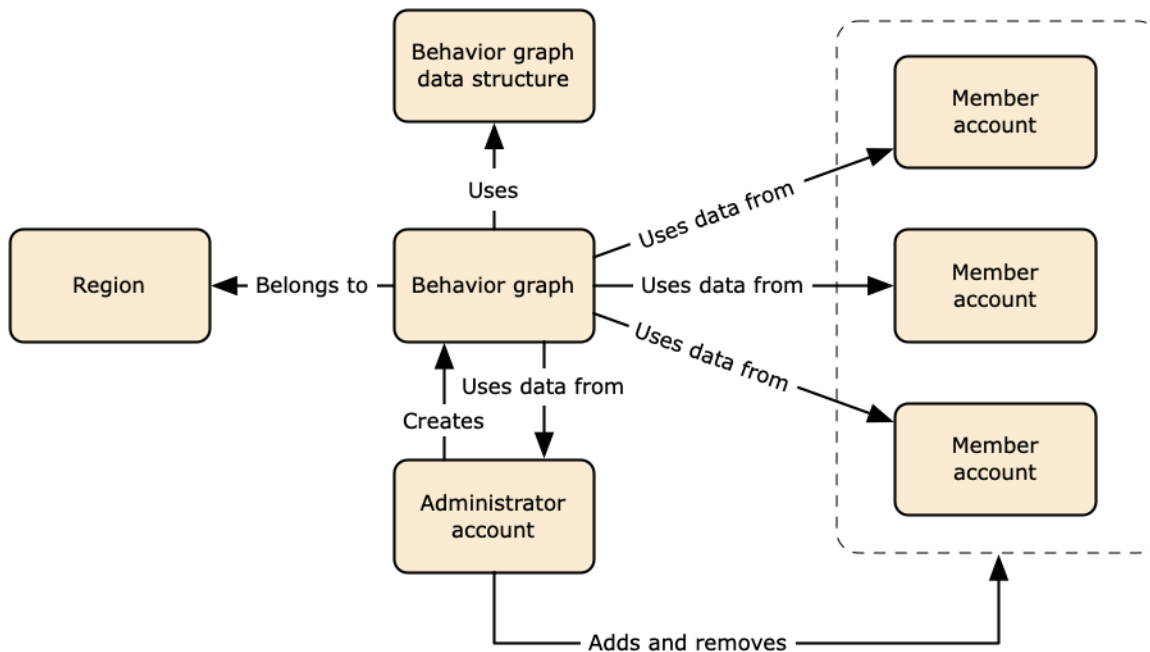 Behavior graph
data structure
Member
account
Uses
Uses data from
Region
Belongs to
Behavior graph
Uses data from
Member
account
Uses data from
Uses data from
Creates
Member
account
Administrator
account
Adds and removes